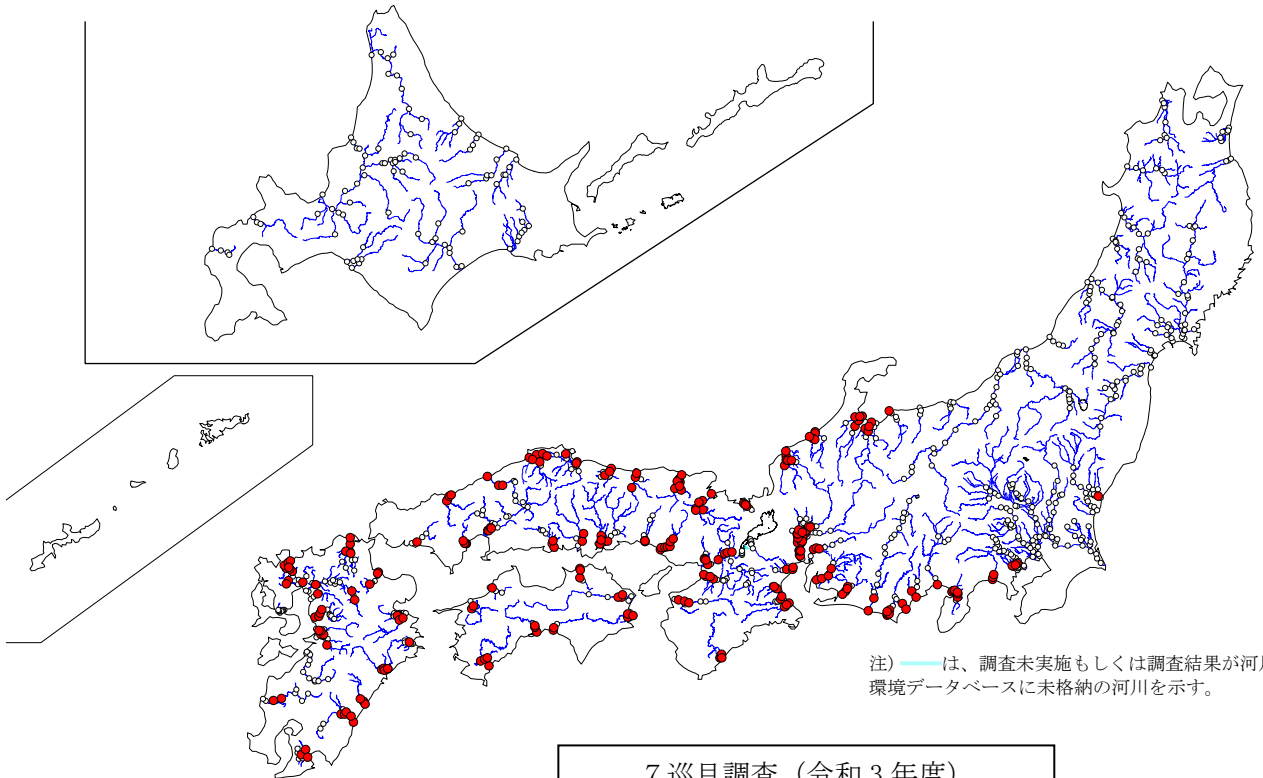 注）　は、調査未実施もしくは調査結果が河
環境データベースに未格納の河川を示す。
7 巡目調査（令和 3 年度）